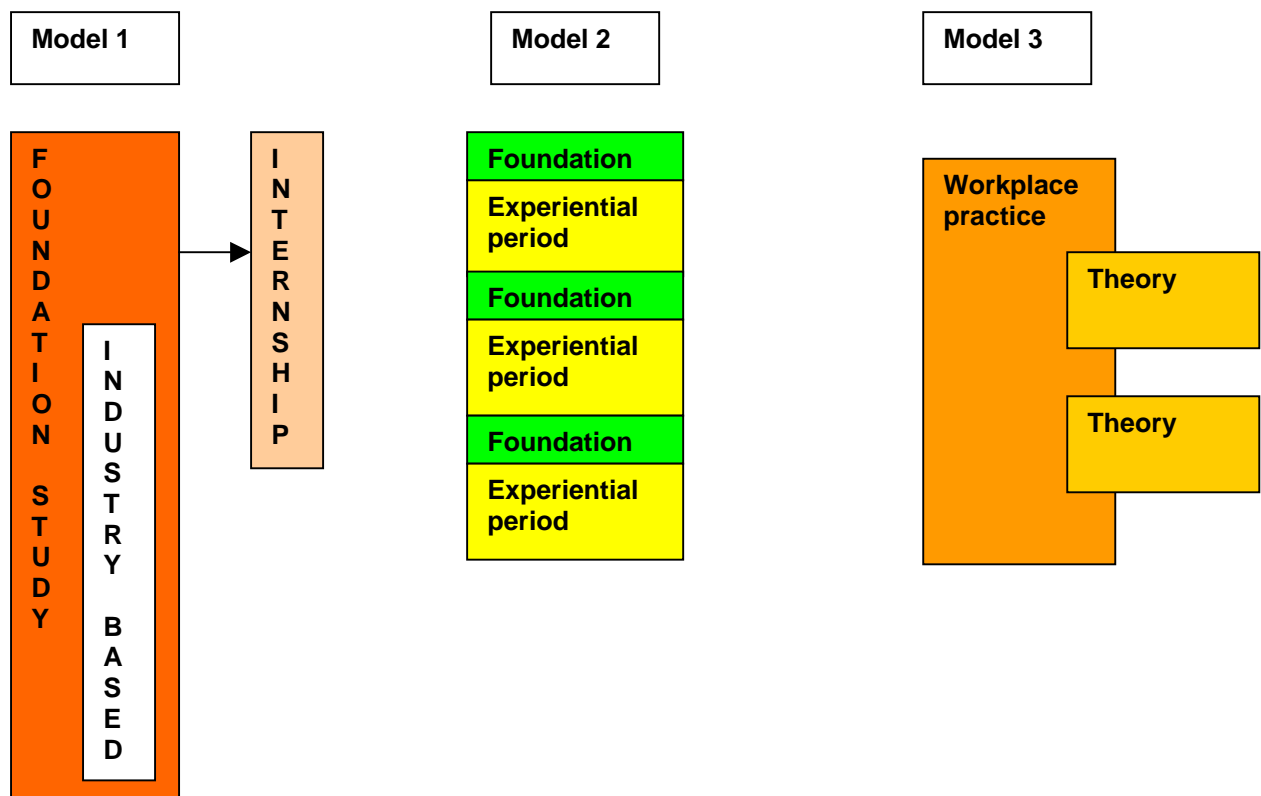 Model 1
Model 2
Model 3
FOUNDATION STUDY
INDUSTRY BASED
INTERNSHIP
Foundation
Experiential
period
Foundation
Experiential
period
Foundation
Experiential
period
Workplace
practice
Theory
Theory